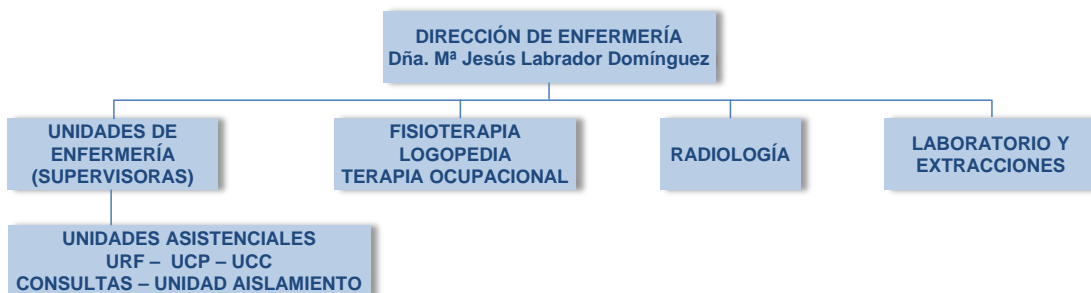 DIRECCIÓN DE ENFERMERÍA
Dña. Mª Jesús Labrador Domínguez
UNIDADES DE
ENFERMERÍA
(SUPERVISORAS)
FISIOTERAPIA
LOGOPEDIA
TERAPIA OCUPACIONAL
RADIOLOGÍA
LABORATORIO Y
EXTRACCIONES
UNIDADES ASISTENCIALES
URF – UCP – UCC
CONSULTAS – UNIDAD AISLAMIENTO